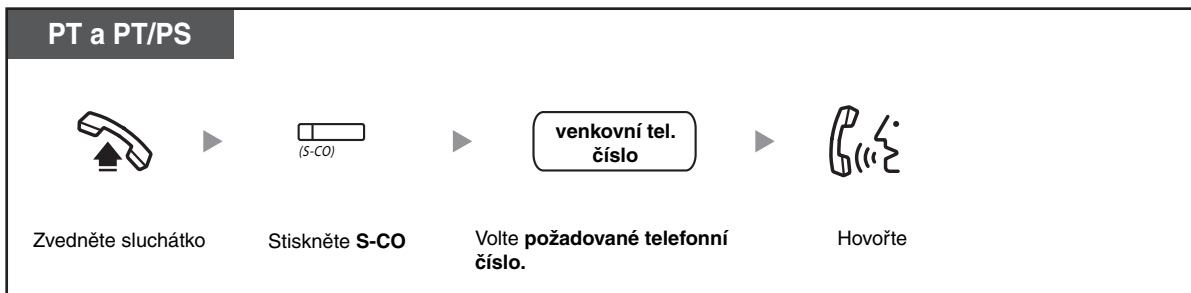 PT a PT/PS
(S-CO)
venkovní tel.
číslo
Zvedněte sluchátko
Stiskněte S-CO
Volte požadované telefonní
číslo.
Hovořte